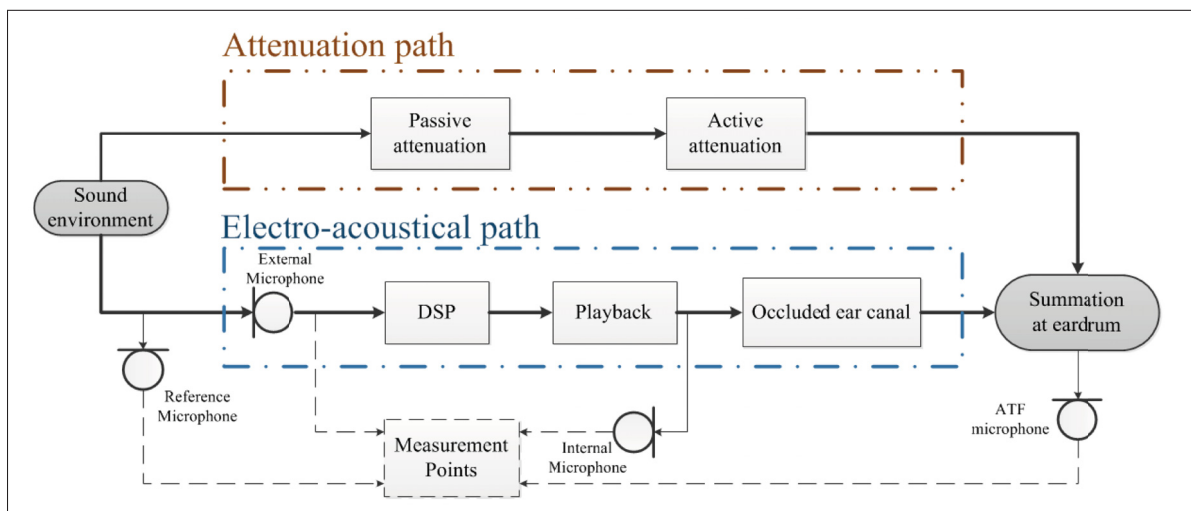 Attenuation path
Passive
attenuation
Active
attenuation
Sound
environment
Electro-acoustical path
External
Microphone
DSP
Playback
Occluded ear canal
Summation
at eardrum
Reference
Microphone
Measurement
Points
Internal
Microphone
ATF
microphone